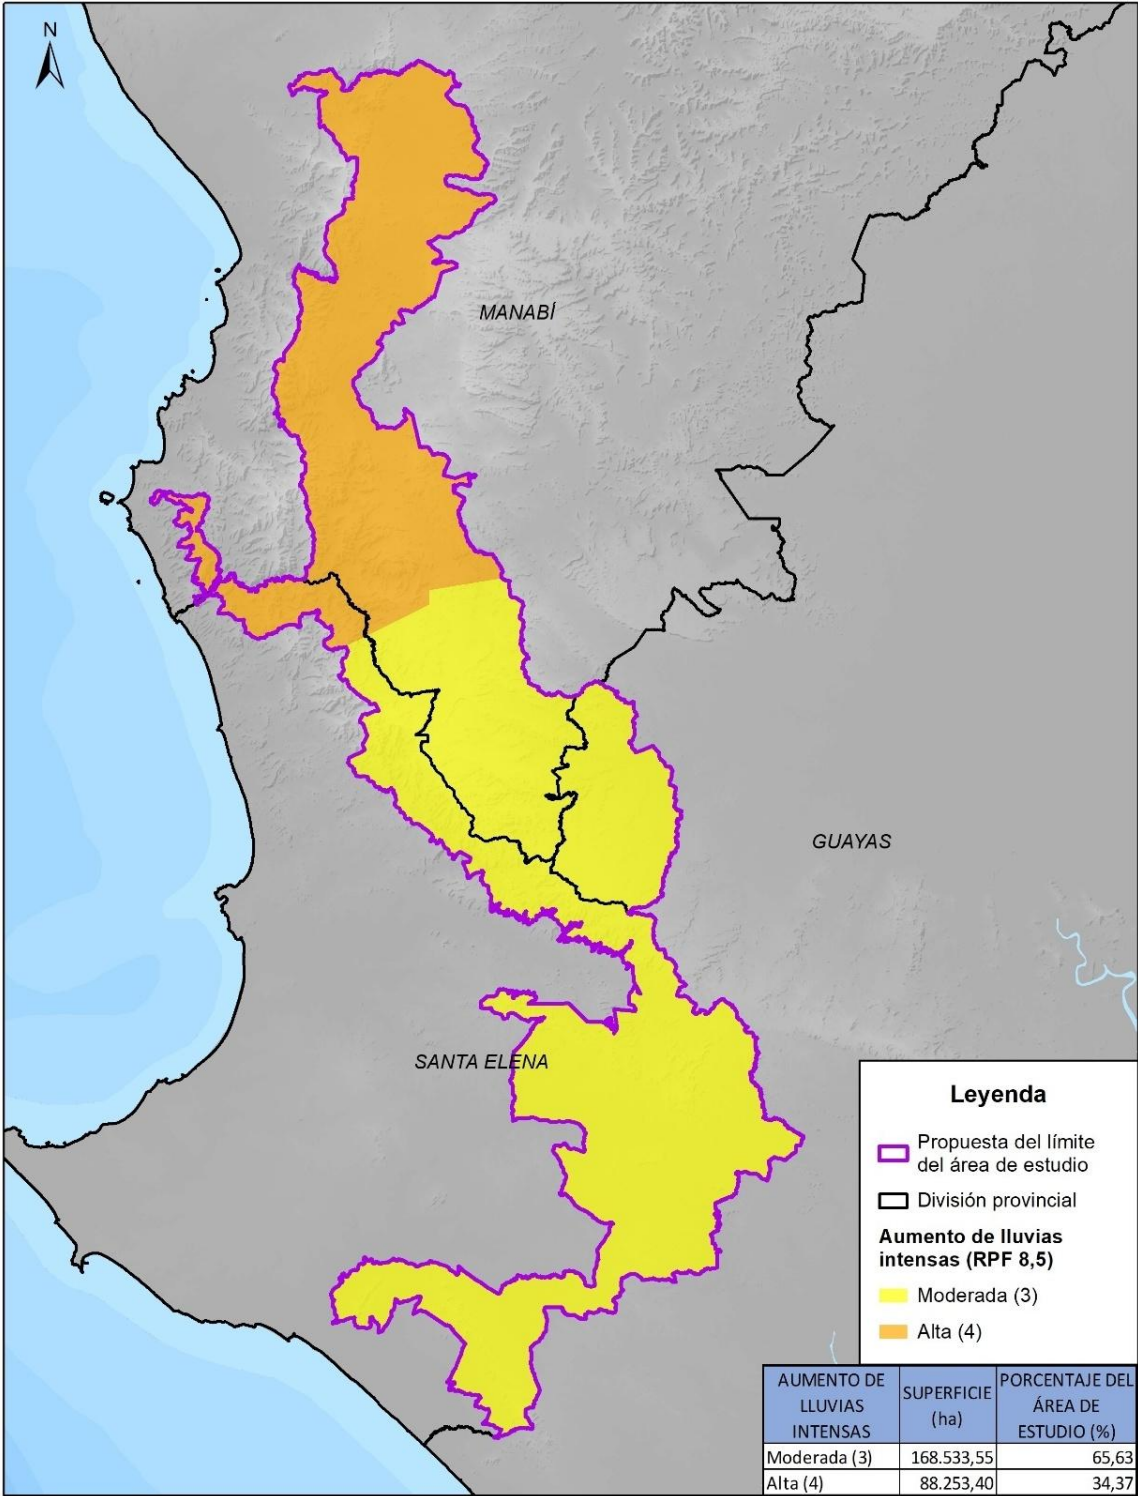 N
MANABÍ
GUAYAS
SANTA ELENA
Leyenda
Propuesta del límite
del área de estudio
División provincial
Aumento de lluvias
intensas (RPF 8,5)
Moderada (3)
Alta (4)
AUMENTO DE LLUVIAS INTENSAS SUPERFICIE (ha) PORCENTAJE DEL ÁREA DE ESTUDIO (%)
Moderada (3) 168.533,55 65,63
Alta (4) 88.253,40 34,37